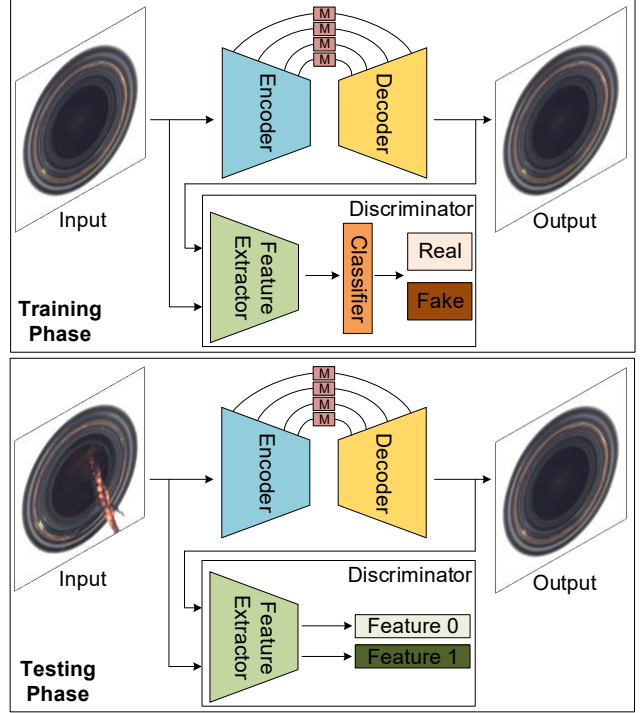 M
M
M
M
Encoder
Decoder
Input
Output
Discriminator
Feature
Extractor
Classifier
Real
Fake
Training
Phase
M
M
M
M
Encoder
Decoder
Input
Output
Discriminator
Feature
Extractor
Feature 0
Feature 1
Testing
Phase